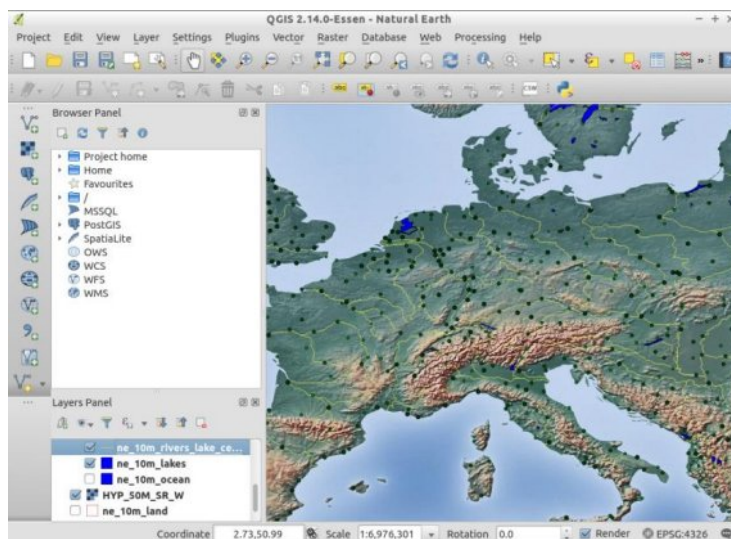 QGIS 2.14.0-Essen - Natural Earth
Project Edit View Layer Settings Plugins Vector Raster Database Web Processing Help
Browser Panel
Project home
Home
Favourites
/
MSSQL
PostGIS
SpatiaLite
OWS
WCS
WFS
WMS
Layers Panel
ne_10m_rivers_lake_ce...
ne_10m_lakes
ne_10m_ocean
HYP_50M_SR_W
ne_10m_land
Coordinate 2.73,50.99 Scale 1:6,976,301 Rotation 0.0 Render EPSG:4326